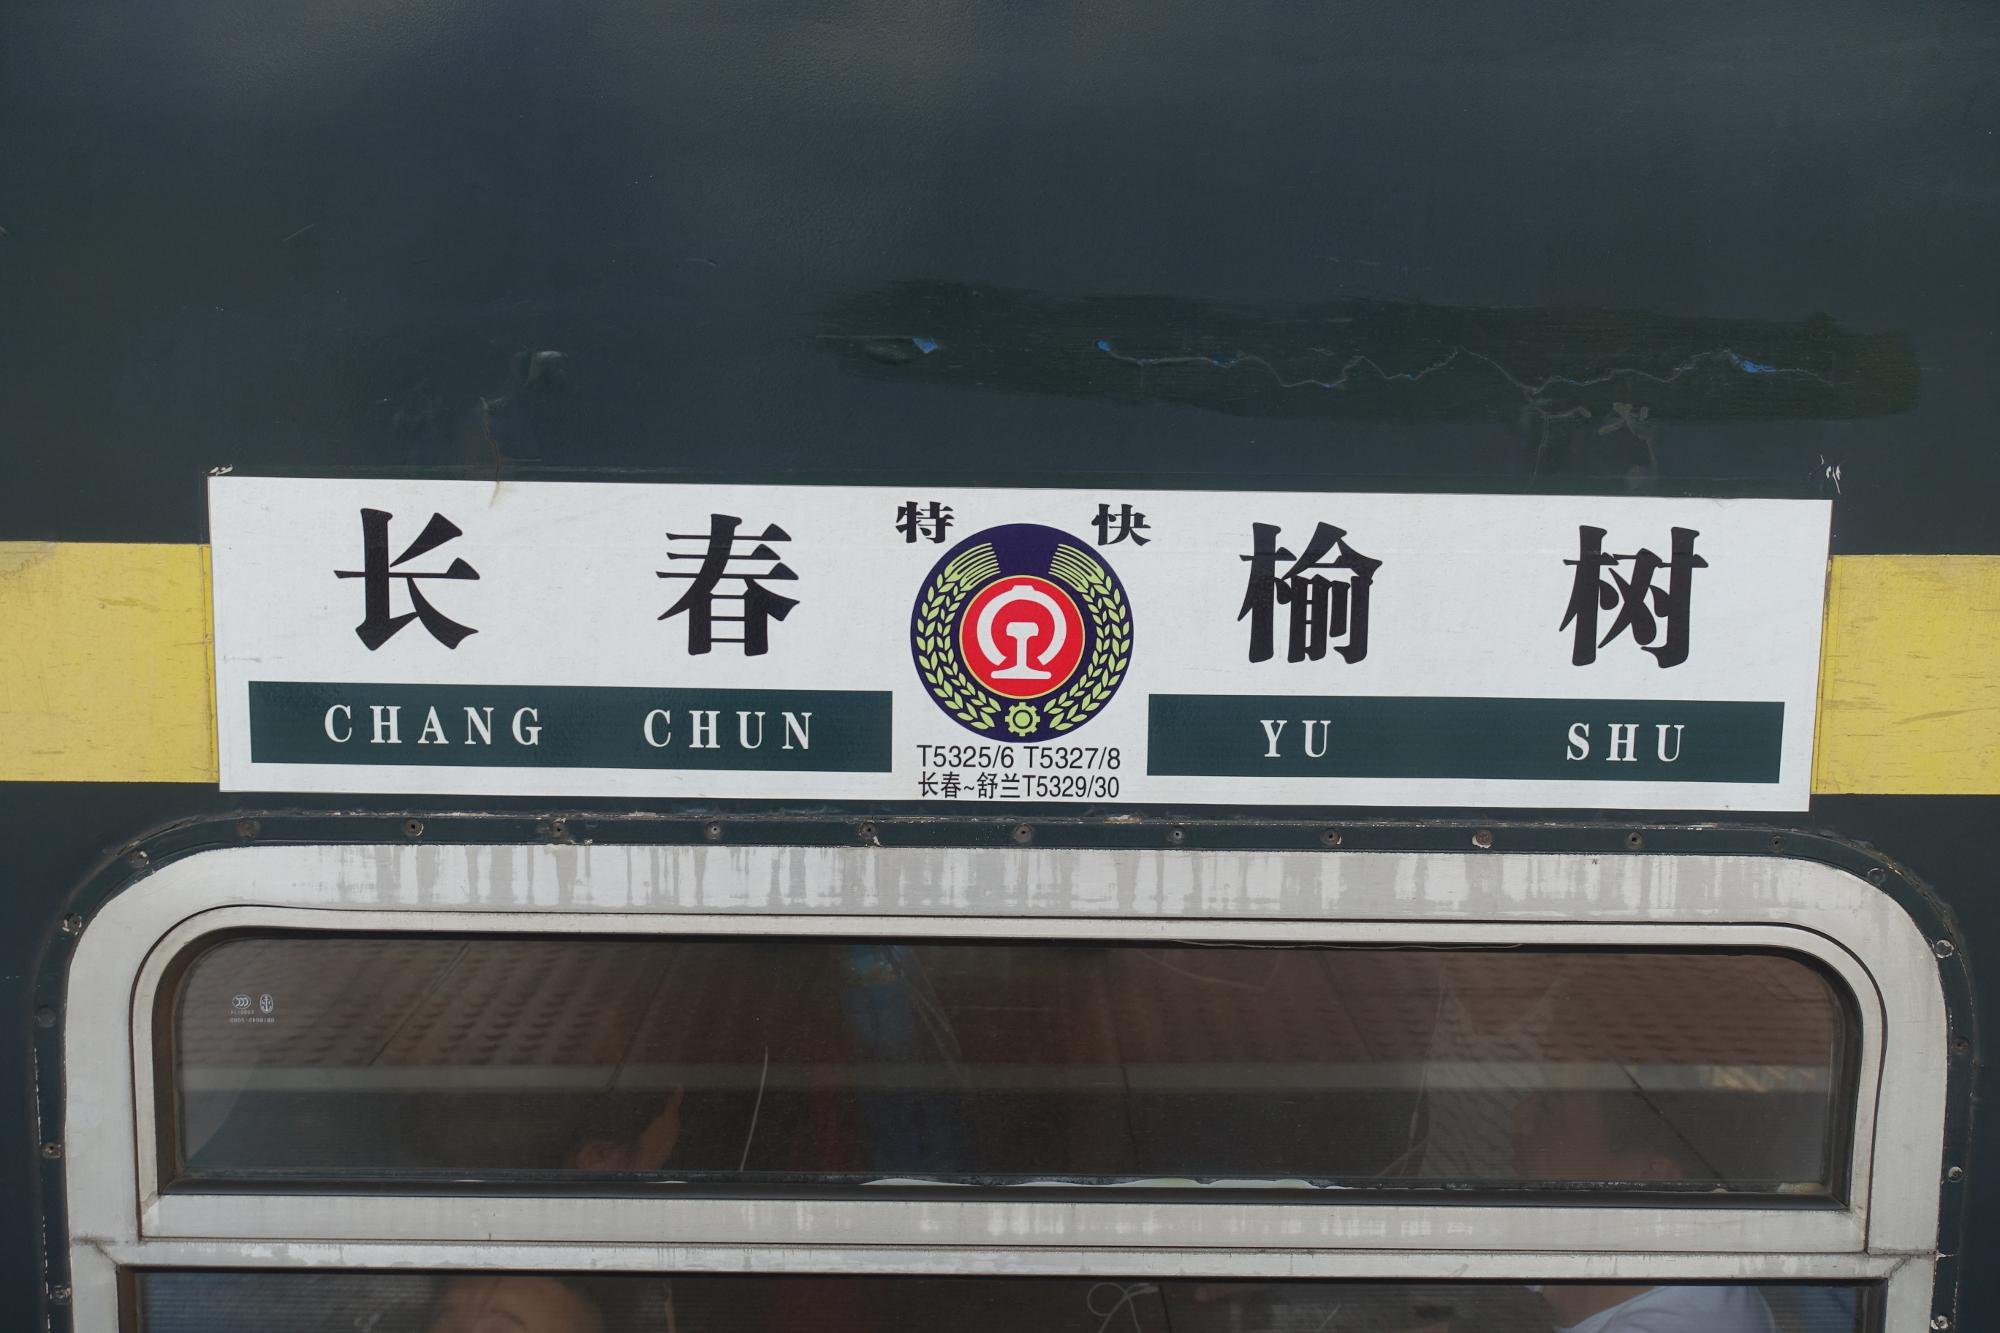 特 快
长 春 榆 树
CHANG CHUN YU SHU
T5325/6 T5327/8
长春~舒兰T5329/30